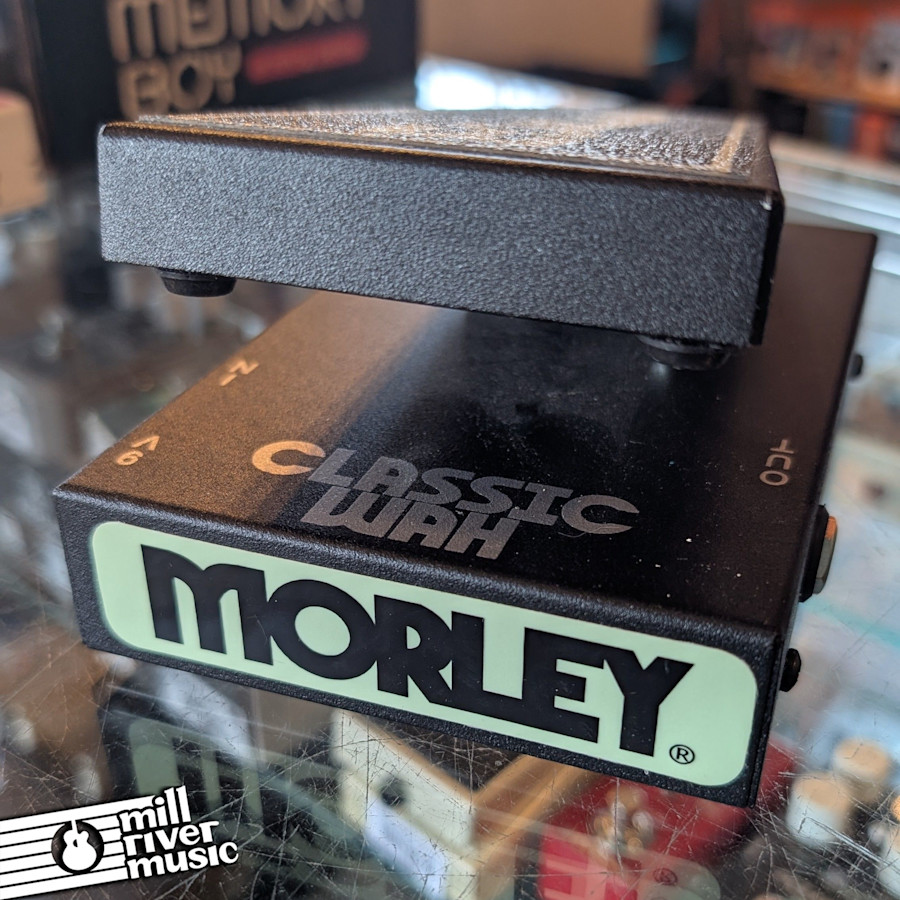 MEMORY
BOY
IN
9V
OUT
CLASSIC
WAH
MORLEY®
mill
river
music